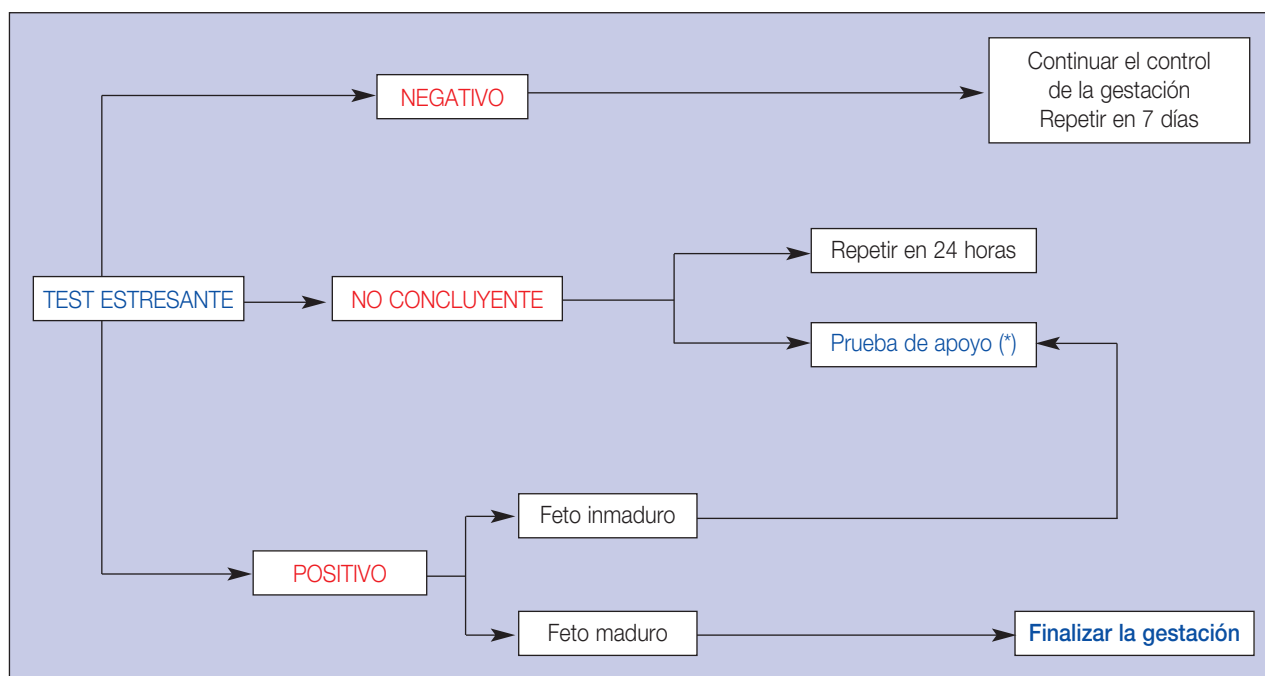 Continuar el control
de la gestación
Repetir en 7 días
NEGATIVO
Repetir en 24 horas
TEST ESTRESANTE
NO CONCLUYENTE
Prueba de apoyo (*)
Feto inmaduro
POSITIVO
Feto maduro
Finalizar la gestación